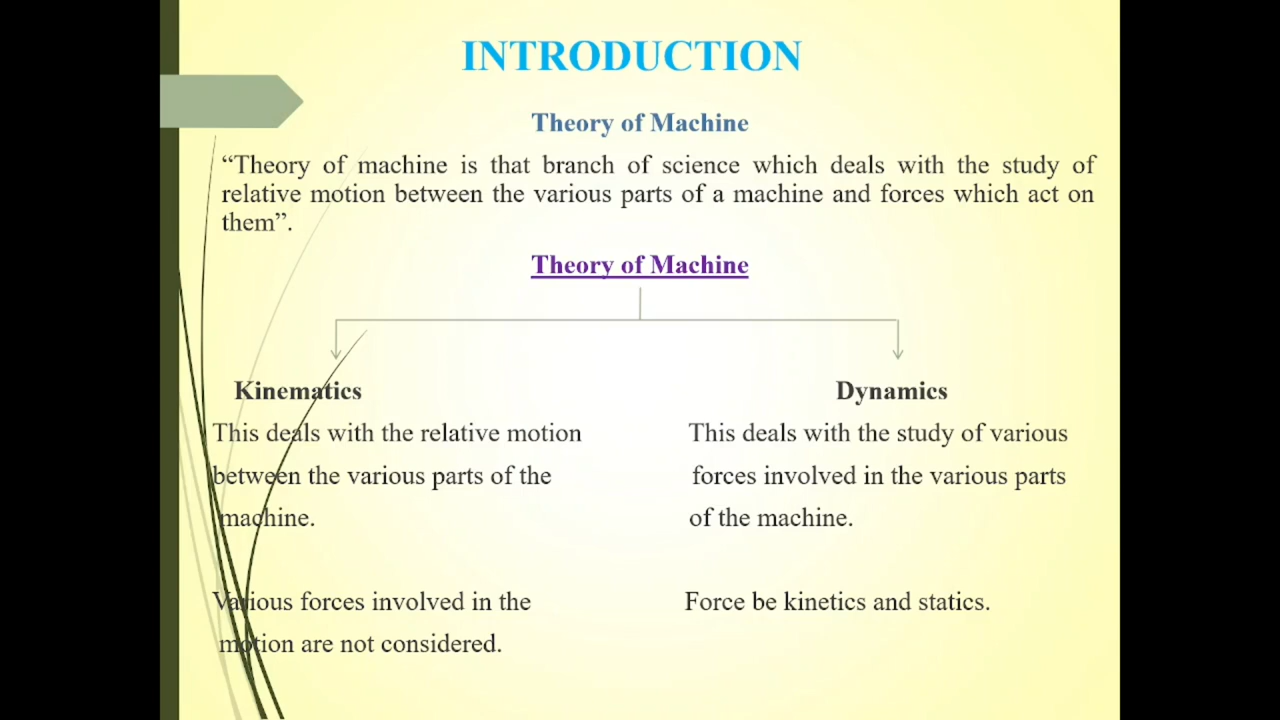 INTRODUCTION
Theory of Machine
“Theory of machine is that branch of science which deals with the study of
relative motion between the various parts of a machine and forces which act on
them”.
Theory of Machine
Kinematics
This deals with the relative motion
between the various parts of the
machine.
Various forces involved in the
motion are not considered.
Dynamics
This deals with the study of various
forces involved in the various parts
of the machine.
Force be kinetics and statics.